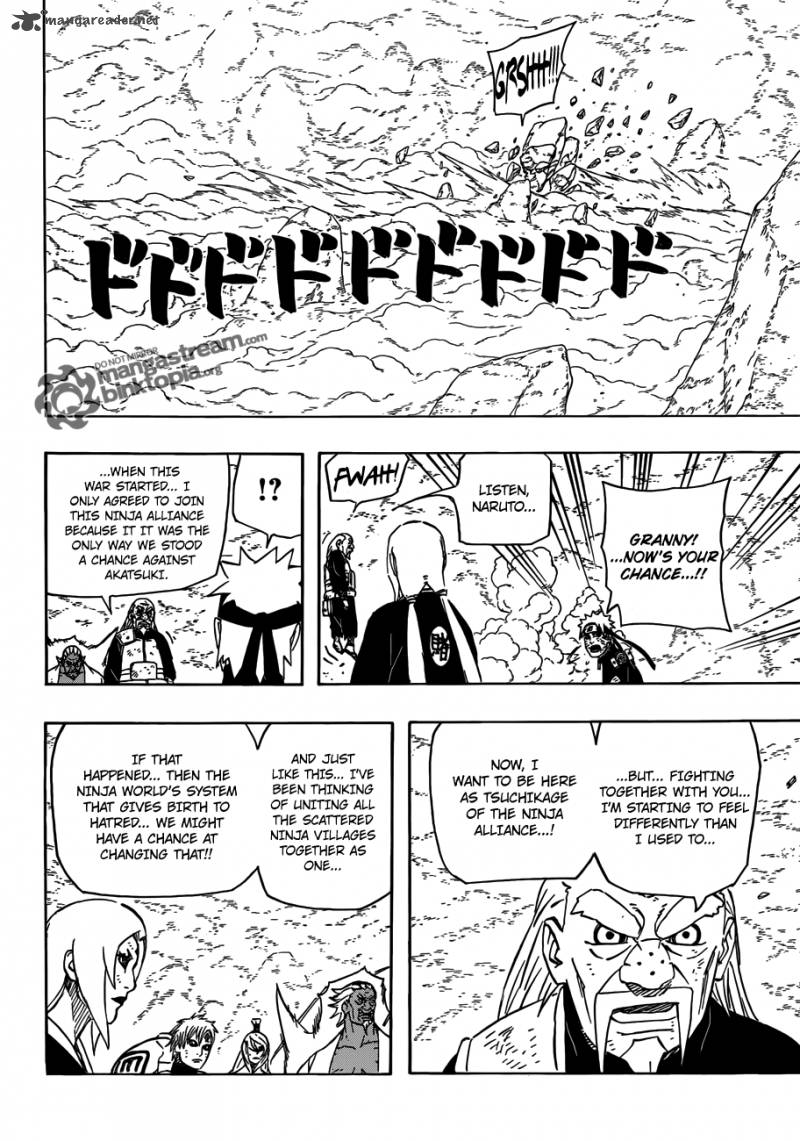 mangareader.net
GRSHHH!!!
ドドドドドドドド
DO NOT MIRROR
mangastream.com
binktopia.org
GRANNY!
...NOW'S YOUR
CHANCE...!!
LISTEN,
NARUTO...
FWAH!
賭
!?
...WHEN THIS
WAR STARTED... I
ONLY AGREED TO JOIN
THIS NINJA ALLIANCE
BECAUSE IT IT WAS THE
ONLY WAY WE STOOD
A CHANCE AGAINST
AKATSUKI.
...BUT... FIGHTING
TOGETHER WITH YOU...
I'M STARTING TO FEEL
DIFFERENTLY THAN
I USED TO...
NOW, I
WANT TO BE HERE
AS TSUCHIKAGE
OF THE NINJA
ALLIANCE...!
AND JUST
LIKE THIS... I'VE
BEEN THINKING
OF UNITING ALL
THE SCATTERED
NINJA VILLAGES
TOGETHER AS
ONE...
IF THAT
HAPPENED... THEN THE
NINJA WORLD'S SYSTEM
THAT GIVES BIRTH TO
HATRED... WE MIGHT
HAVE A CHANCE AT
CHANGING THAT!!